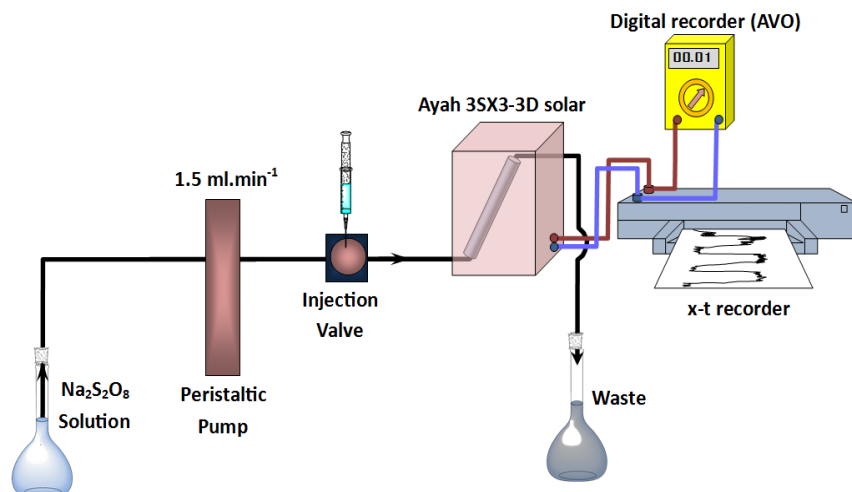 Digital recorder (AVO)
00.01
Ayah 3SX3-3D solar
1.5 ml.min⁻¹
Injection
Valve
x-t recorder
Na₂S₂O₈
Solution
Peristaltic
Pump
Waste